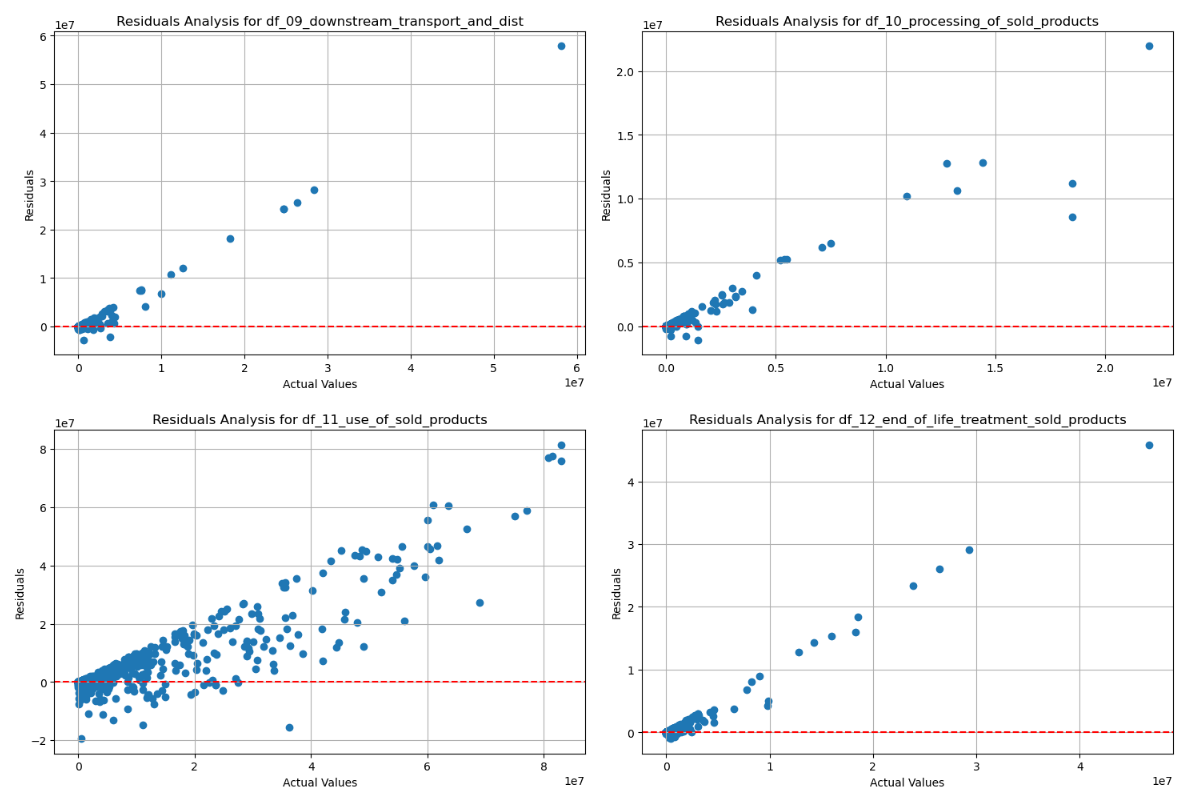 Residuals Analysis for df_09_downstream_transport_and_dist
1e7
6
5
4
3
2
1
0
Residuals
0
1
2
3
4
5
6
1e7
Actual Values
Residuals Analysis for df_10_processing_of_sold_products
1e7
2.0
1.5
1.0
0.5
0.0
Residuals
0.0
0.5
1.0
1.5
2.0
1e7
Actual Values
Residuals Analysis for df_11_use_of_sold_products
1e7
8
6
4
2
0
−2
Residuals
0
2
4
6
8
1e7
Actual Values
Residuals Analysis for df_12_end_of_life_treatment_sold_products
1e7
4
3
2
1
0
Residuals
0
1
2
3
4
1e7
Actual Values